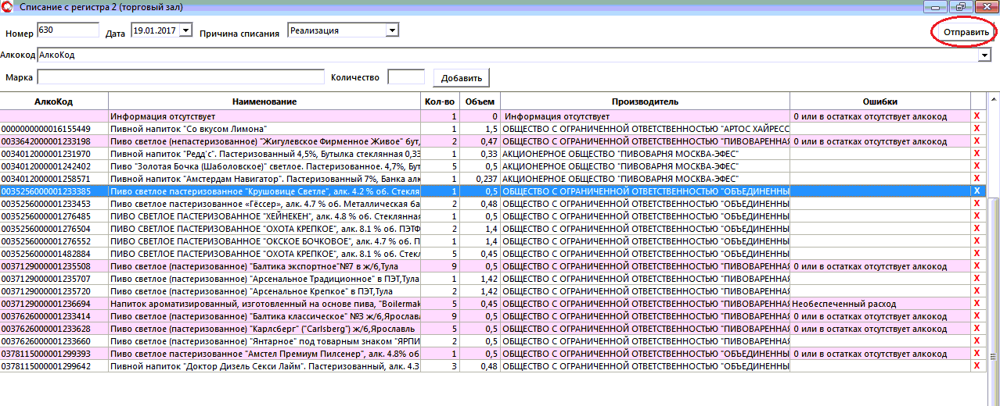 Списание с регистра 2 (торговый зал)
Номер 630 Дата 19.01.2017 Причина списания Реализация Отправить
Алкокод АлкоКод
Марка Количество Добавить
АлкоКод Наименование Кол-во Объем Производитель Ошибки
Информация отсутствует 1 0 Информация отсутствует 0 или в остатках отсутствует алкокод X
0000000000016155449 Пивной напиток "Со вкусом Лимона" 1 1,5 ОБЩЕСТВО С ОГРАНИЧЕННОЙ ОТВЕТСТВЕННОСТЬЮ "АРТОС ХАЙРЕСС X
0033642000001233198 Пиво светлое (непастеризованное) "Жигулевское Фирменное Живое" бут, 2 0,47 ОБЩЕСТВО С ОГРАНИЧЕННОЙ ОТВЕТСТВЕННОСТЬЮ "ПИВОВАРЕННАЯ 0 или в остатках отсутствует алкокод X
0034012000001231970 Пивной напиток "Редд'с". Пастеризованный 4,5%, Бутылка стеклянная 0,33 1 0,33 АКЦИОНЕРНОЕ ОБЩЕСТВО "ПИВОВАРНЯ МОСКВА-ЭФЕС" X
0034012000001242402 Пиво "Золотая Бочка (Шаболовское)" светлое. Пастеризованное. 4,7%, Бут 5 0,5 АКЦИОНЕРНОЕ ОБЩЕСТВО "ПИВОВАРНЯ МОСКВА-ЭФЕС" X
0034012000001258571 Пивной напиток "Амстердам Навигатор". Пастеризованный 7%, Банка алю 1 0,237 АКЦИОНЕРНОЕ ОБЩЕСТВО "ПИВОВАРНЯ МОСКВА-ЭФЕС" X
0035256000001233385 Пиво светлое пастеризованное "Крушовице Светле", алк. 4.2 % об. Стекля 1 0,5 ОБЩЕСТВО С ОГРАНИЧЕННОЙ ОТВЕТСТВЕННОСТЬЮ "ОБЪЕДИНЕННЫ X
0035256000001233453 Пиво светлое пастеризованное «Гёссер», алк. 4.7 % об. Металлическая ба 2 0,48 ОБЩЕСТВО С ОГРАНИЧЕННОЙ ОТВЕТСТВЕННОСТЬЮ "ОБЪЕДИНЕННЫ X
0035256000001276485 ПИВО СВЕТЛОЕ ПАСТЕРИЗОВАННОЕ "ХЕЙНЕКЕН", алк. 4.8 % об. Стеклянная 1 0,5 ОБЩЕСТВО С ОГРАНИЧЕННОЙ ОТВЕТСТВЕННОСТЬЮ "ОБЪЕДИНЕННЫ X
0035256000001276504 ПИВО СВЕТЛОЕ ПАСТЕРИЗОВАННОЕ "ОХОТА КРЕПКОЕ", алк. 8.1 % об. ПЭТФ 2 1,4 ОБЩЕСТВО С ОГРАНИЧЕННОЙ ОТВЕТСТВЕННОСТЬЮ "ОБЪЕДИНЕННЫ X
0035256000001276552 ПИВО СВЕТЛОЕ ПАСТЕРИЗОВАННОЕ "ОКСКОЕ БОЧКОВОЕ", алк. 4.7 % об. П 1 1,4 ОБЩЕСТВО С ОГРАНИЧЕННОЙ ОТВЕТСТВЕННОСТЬЮ "ОБЪЕДИНЕННЫ X
0035256000001482884 ПИВО СВЕТЛОЕ ПАСТЕРИЗОВАННОЕ "ОХОТА КРЕПКОЕ", алк. 8.1 % об. Стекл 5 0,45 ОБЩЕСТВО С ОГРАНИЧЕННОЙ ОТВЕТСТВЕННОСТЬЮ "ОБЪЕДИНЕННЫ X
0037129000001235508 Пиво светлое (пастеризованное) "Балтика экспортное"№7 в ж/б,Тула 9 0,5 ОБЩЕСТВО С ОГРАНИЧЕННОЙ ОТВЕТСТВЕННОСТЬЮ "ПИВОВАРЕННАЯ 0 или в остатках отсутствует алкокод X
0037129000001235707 Пиво светлое (пастеризованное) "Арсенальное Традиционное" в ПЭТ,Тула 1 1,42 ОБЩЕСТВО С ОГРАНИЧЕННОЙ ОТВЕТСТВЕННОСТЬЮ "ПИВОВАРЕННАЯ X
0037129000001235720 Пиво светлое (пастеризованное) "Арсенальное Крепкое" в ПЭТ,Тула 2 1,42 ОБЩЕСТВО С ОГРАНИЧЕННОЙ ОТВЕТСТВЕННОСТЬЮ "ПИВОВАРЕННАЯ X
0037129000001236694 Напиток ароматизированный, изготовленный на основе пива, "Boilermak 5 0,45 ОБЩЕСТВО С ОГРАНИЧЕННОЙ ОТВЕТСТВЕННОСТЬЮ "ПИВОВАРЕННАЯ Необеспеченный расход X
0037626000001233414 Пиво светлое (пастеризованное) "Балтика классическое" №3 ж/б,Ярославл 9 0,5 ОБЩЕСТВО С ОГРАНИЧЕННОЙ ОТВЕТСТВЕННОСТЬЮ "ПИВОВАРЕННАЯ 0 или в остатках отсутствует алкокод X
0037626000001233628 Пиво светлое (пастеризованное) "Карлсберг" ("Carlsberg") ж/б,Ярославль 5 0,5 ОБЩЕСТВО С ОГРАНИЧЕННОЙ ОТВЕТСТВЕННОСТЬЮ "ПИВОВАРЕННАЯ 0 или в остатках отсутствует алкокод X
0037626000001233660 Пиво светлое (пастеризованное) "Янтарное" под товарным знаком "ЯРПИ 2 0,5 ОБЩЕСТВО С ОГРАНИЧЕННОЙ ОТВЕТСТВЕННОСТЬЮ "ПИВОВАРЕННАЯ X
0378115000001299393 Пиво светлое пастеризованное "Амстел Премиум Пилсенер", алк. 4.8% об 1 0,5 ОБЩЕСТВО С ОГРАНИЧЕННОЙ ОТВЕТСТВЕННОСТЬЮ "ОБЪЕДИНЕННЫ 0 или в остатках отсутствует алкокод X
0378115000001299642 Пивной напиток "Доктор Дизель Секси Лайм". Пастеризованный, алк. 4.3 3 0,48 ОБЩЕСТВО С ОГРАНИЧЕННОЙ ОТВЕТСТВЕННОСТЬЮ "ОБЪЕДИНЕННЫ X